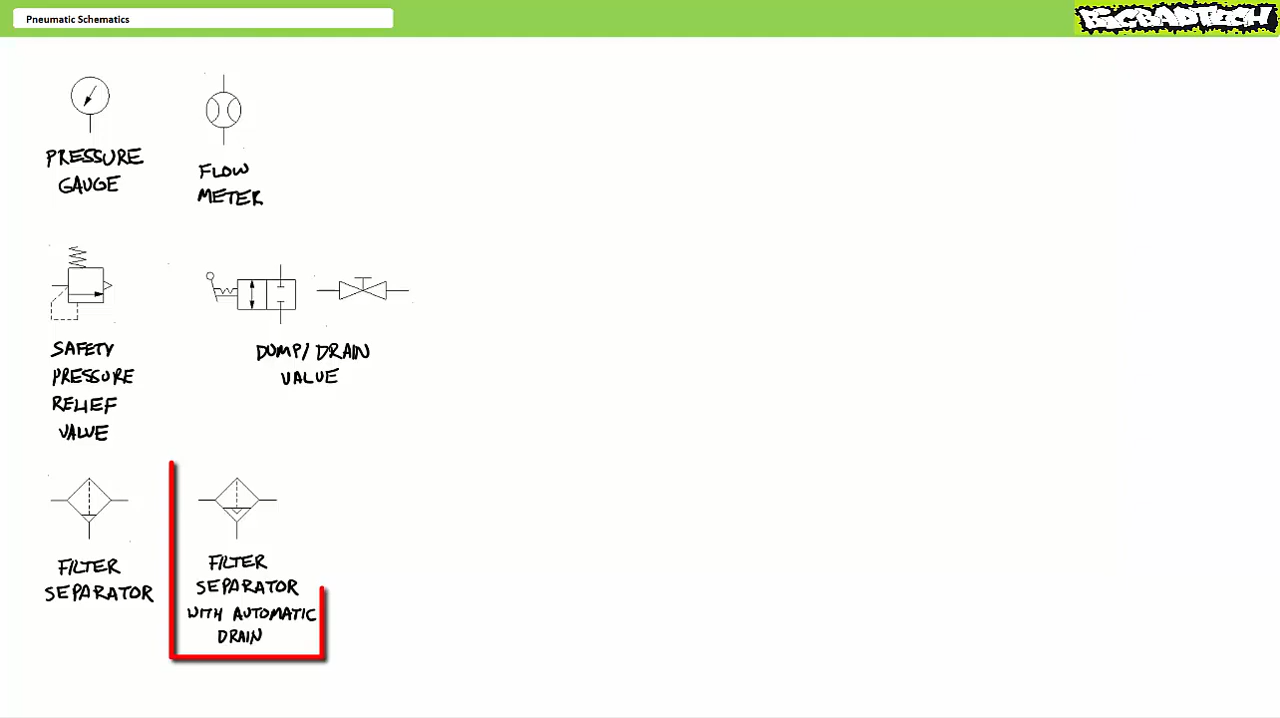 Pneumatic Schematics
BIGBADTECH
PRESSURE
GAUGE
FLOW
METER
SAFETY
PRESSURE
RELIEF
VALVE
DUMP/DRAIN
VALVE
FILTER
SEPARATOR
FILTER
SEPARATOR
WITH AUTOMATIC
DRAIN